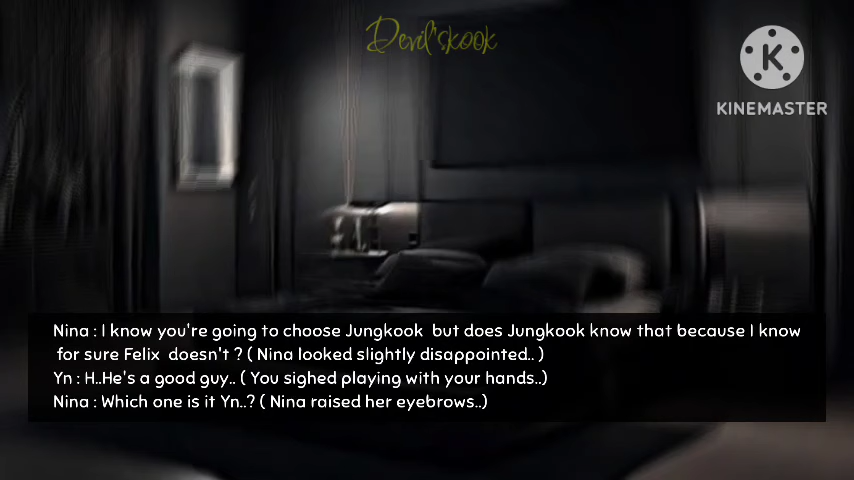 Devil'skook
KINEMASTER
Nina : I know you're going to choose Jungkook but does Jungkook know that because I know
for sure Felix doesn't ? ( Nina looked slightly disappointed.. )
Yn : H..He's a good guy.. ( You sighed playing with your hands..)
Nina : Which one is it Yn..? ( Nina raised her eyebrows..)